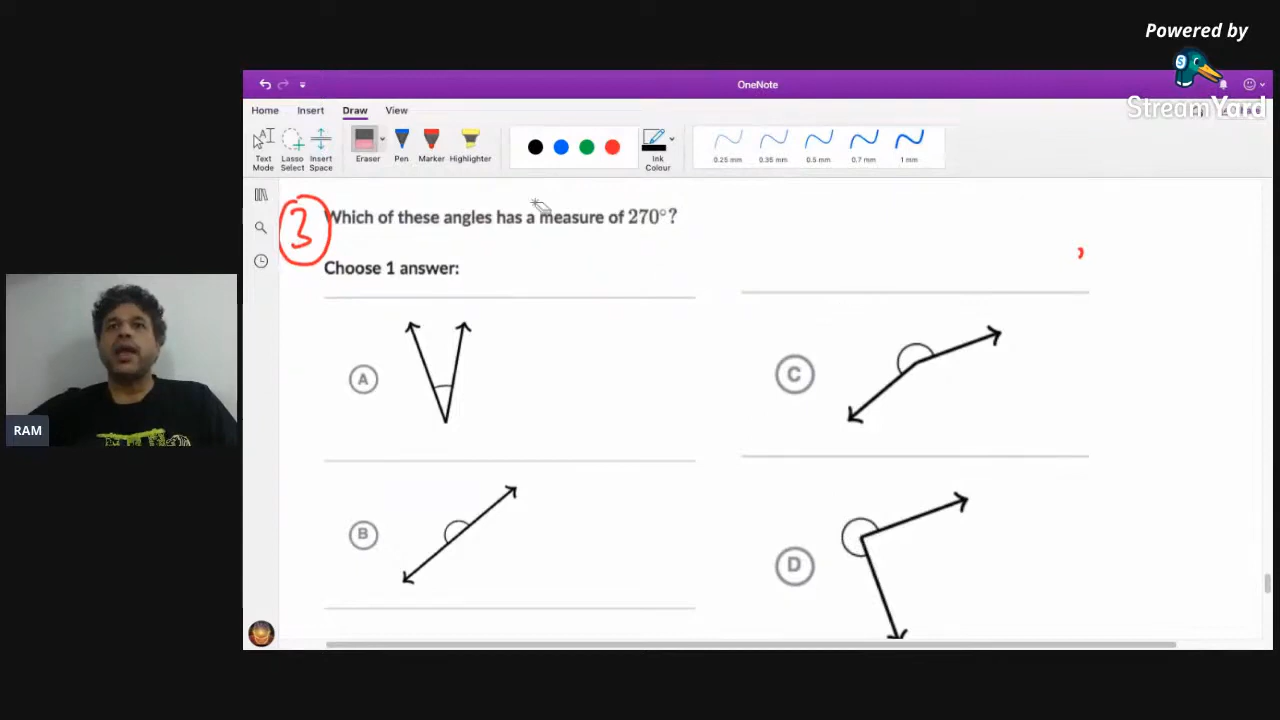 Powered by
StreamYard
OneNote
Home Insert Draw View
Text Mode
Lasso Select
Insert Space
Eraser
Pen
Marker
Highlighter
Ink Colour
0.25 mm 0.35 mm 0.5 mm 0.7 mm 1 mm
3 Which of these angles has a measure of 270°?
Choose 1 answer:
A
C
B
D
RAM